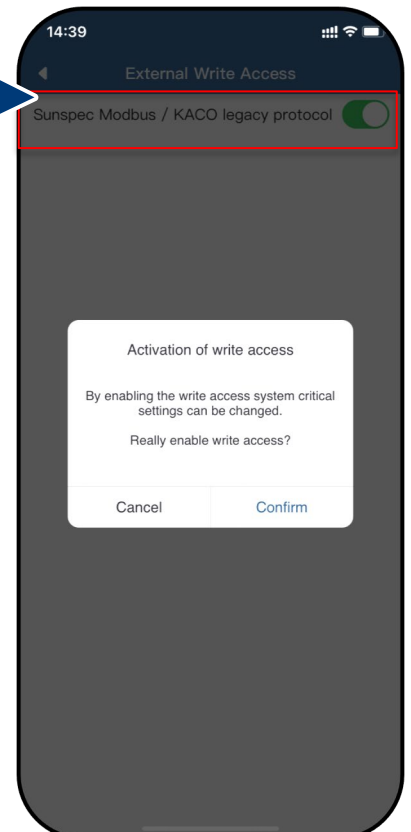 14:39
External Write Access
Sunspec Modbus / KACO legacy protocol
Activation of write access
By enabling the write access system critical
settings can be changed.
Really enable write access?
Cancel
Confirm